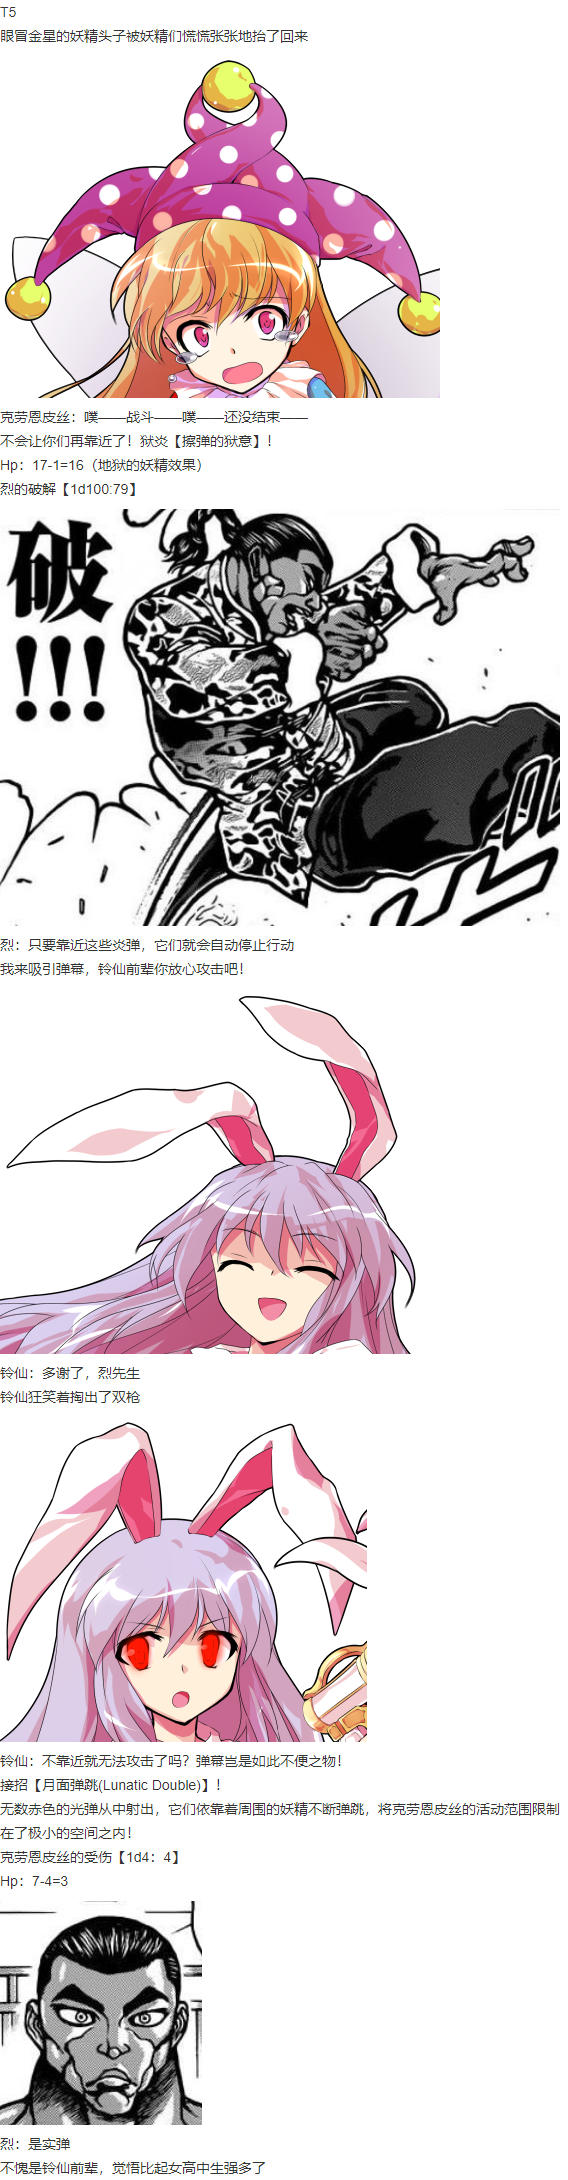 T5
眼冒金星的妖精头子被妖精们慌慌张张地抬了回来
克劳恩皮丝：噗——战斗——噗——还没结束——
不会让你们再靠近了！狱炎【擦弹的狱意】！
Hp：17-1=16（地狱的妖精效果）
烈的破解【1d100:79】
破
!!!
烈：只要靠近这些炎弹，它们就会自动停止行动
我来吸引弹幕，铃仙前辈你放心攻击吧！
铃仙：多谢了，烈先生
铃仙狂笑着掏出了双枪
铃仙：不靠近就无法攻击了吗？弹幕岂是如此不便之物！
接招【月面弹跳(Lunatic Double)】！
无数赤色的光弹从中射出，它们依靠着周围的妖精不断弹跳，将克劳恩皮丝的活动范围限制
在了极小的空间之内！
克劳恩皮丝的受伤【1d4：4】
Hp：7-4=3
烈：是实弹
不愧是铃仙前辈，觉悟比起女高中生强多了